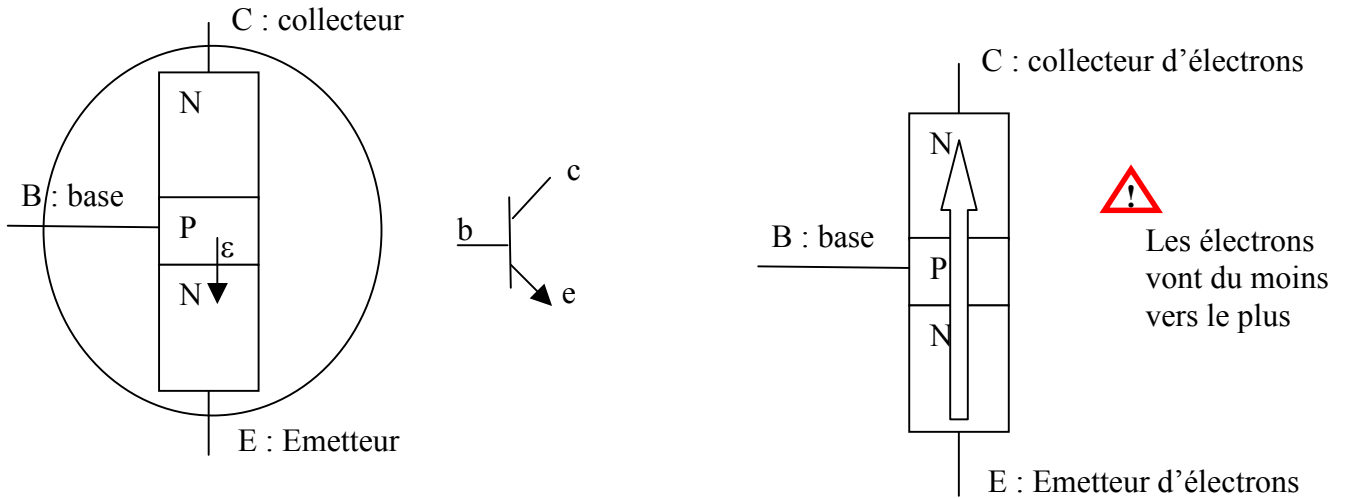 C : collecteur
N
B : base
P
ε
N
E : Emetteur
c
b
e
C : collecteur d’électrons
N
B : base
P
N
E : Emetteur d’électrons
!
Les électrons
vont du moins
vers le plus